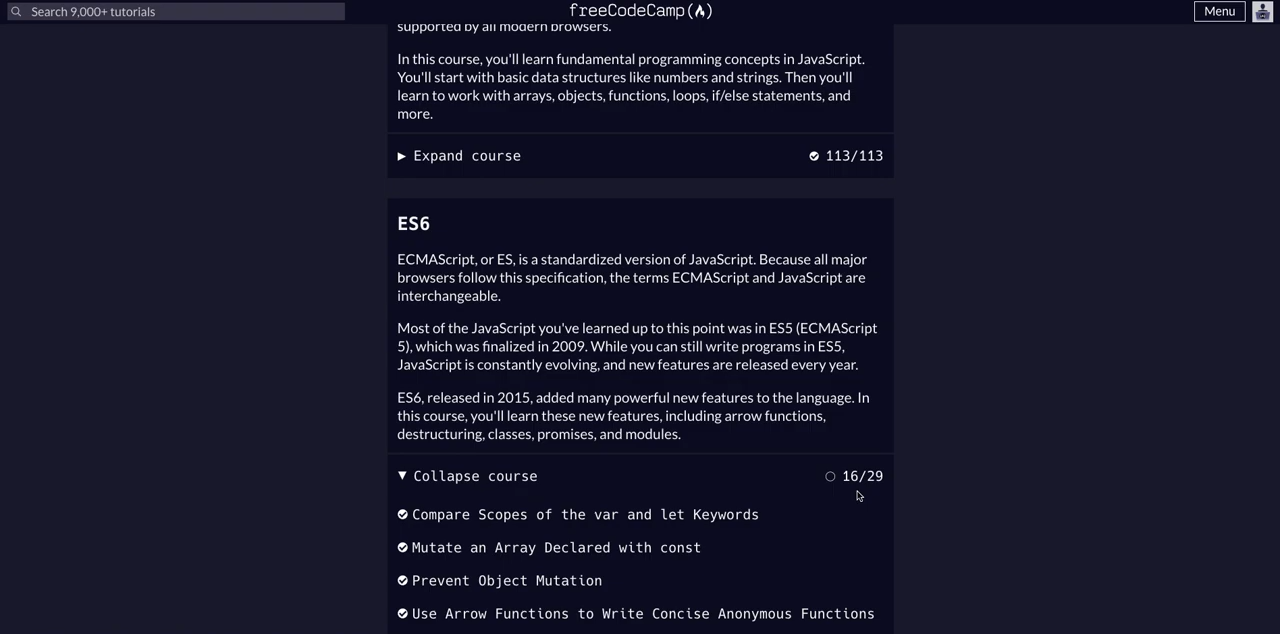 Search 9,000+ tutorials
freeCodeCamp
Menu
supported by all modern browsers.
In this course, you'll learn fundamental programming concepts in JavaScript.
You'll start with basic data structures like numbers and strings. Then you'll
learn to work with arrays, objects, functions, loops, if/else statements, and
more.
Expand course 113/113
ES6
ECMAScript, or ES, is a standardized version of JavaScript. Because all major
browsers follow this specification, the terms ECMAScript and JavaScript are
interchangeable.
Most of the JavaScript you've learned up to this point was in ES5 (ECMAScript
5), which was finalized in 2009. While you can still write programs in ES5,
JavaScript is constantly evolving, and new features are released every year.
ES6, released in 2015, added many powerful new features to the language. In
this course, you'll learn these new features, including arrow functions,
destructuring, classes, promises, and modules.
Collapse course 16/29
Compare Scopes of the var and let Keywords
Mutate an Array Declared with const
Prevent Object Mutation
Use Arrow Functions to Write Concise Anonymous Functions